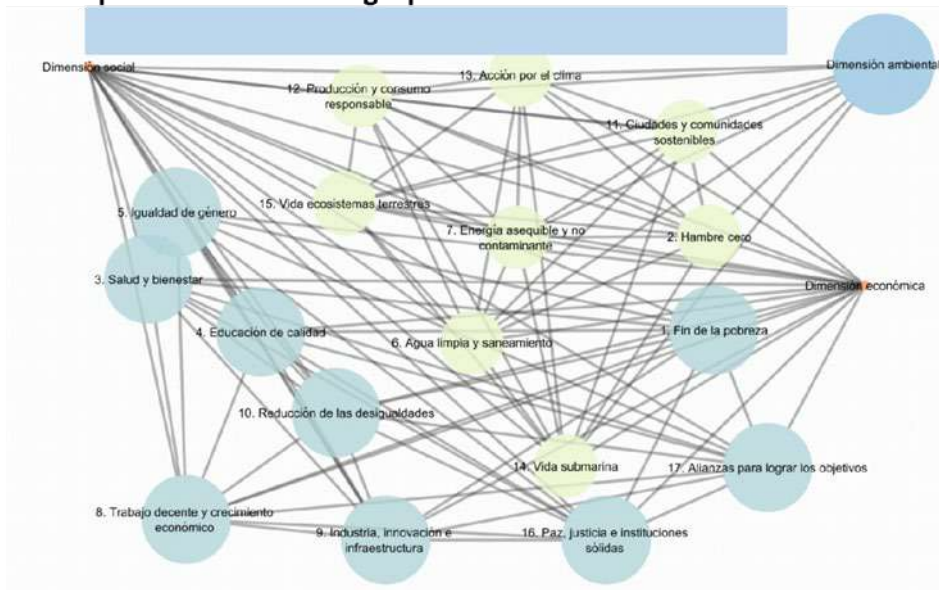 Dimensión social
Dimensión ambiental
13. Acción por el clima
12. Producción y consumo
responsable
11. Ciudades y comunidades
sostenibles
15. Vida ecosistemas terrestres
5. Igualdad de género
7. Energía asequible y no
contaminante
2. Hambre cero
3. Salud y bienestar
Dimensión económica
4. Educación de calidad
6. Agua limpia y saneamiento
1. Fin de la pobreza
10. Reducción de las desigualdades
14. Vida submarina
17. Alianzas para lograr los objetivos
8. Trabajo decente y crecimiento
económico
9. Industria, innovación e
infraestructura
16. Paz, justicia e instituciones
sólidas